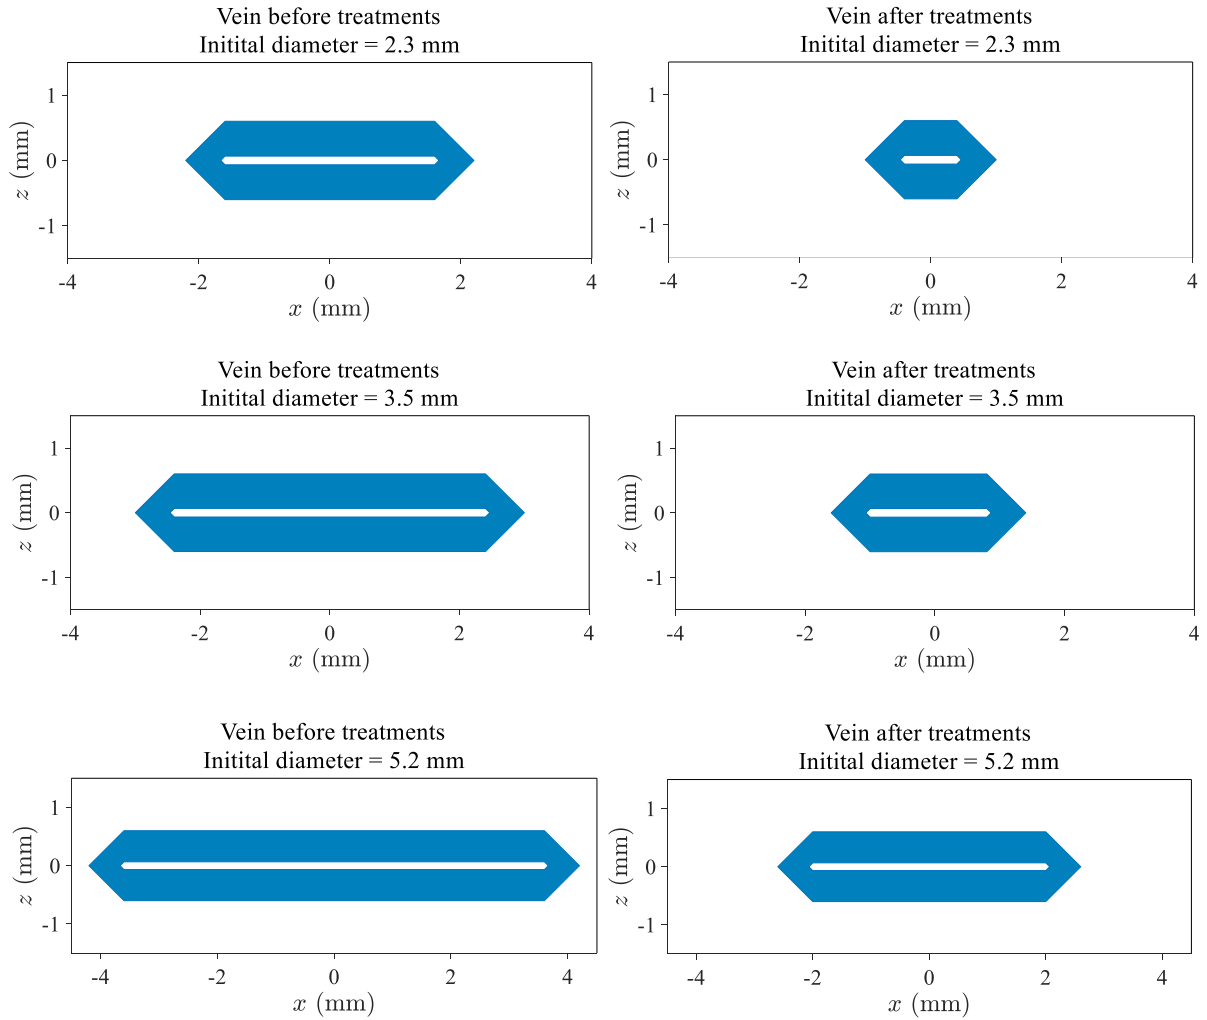 Vein before treatments
Initital diameter = 2.3 mm
1
0
-1
z (mm)
-4 -2 0 2 4
x (mm)
Vein after treatments
Initital diameter = 2.3 mm
1
0
-1
z (mm)
-4 -2 0 2 4
x (mm)
Vein before treatments
Initital diameter = 3.5 mm
1
0
-1
z (mm)
-4 -2 0 2 4
x (mm)
Vein after treatments
Initital diameter = 3.5 mm
1
0
-1
z (mm)
-4 -2 0 2 4
x (mm)
Vein before treatments
Initital diameter = 5.2 mm
1
0
-1
z (mm)
-4 -2 0 2 4
x (mm)
Vein after treatments
Initital diameter = 5.2 mm
1
0
-1
z (mm)
-4 -2 0 2 4
x (mm)